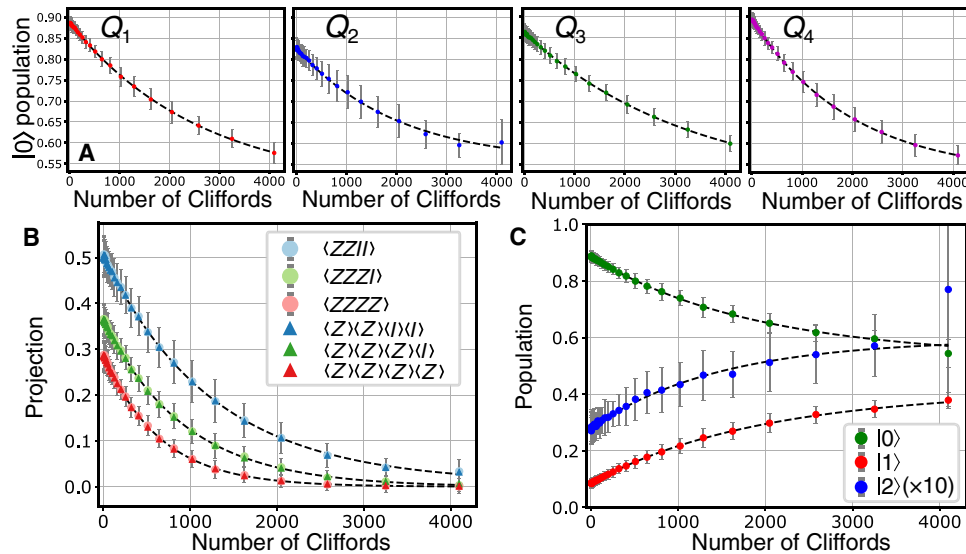 Q1 Q2 Q3 Q4
|0⟩ population
0.90
0.85
0.80
0.75
0.70
0.65
0.60
0.55
A
0 1000 2000 3000 4000 0 1000 2000 3000 4000 0 1000 2000 3000 4000 0 1000 2000 3000 4000
Number of Cliffords Number of Cliffords Number of Cliffords Number of Cliffords
B
Projection
0.5
0.4
0.3
0.2
0.1
0.0
⟨ZZII⟩
⟨ZZZI⟩
⟨ZZZZ⟩
⟨Z⟩⟨Z⟩⟨I⟩⟨I⟩
⟨Z⟩⟨Z⟩⟨Z⟩⟨I⟩
⟨Z⟩⟨Z⟩⟨Z⟩⟨Z⟩
0 1000 2000 3000 4000
Number of Cliffords
C
Population
1.0
0.8
0.6
0.4
0.2
0.0
|0⟩
|1⟩
|2⟩(×10)
0 1000 2000 3000 4000
Number of Cliffords